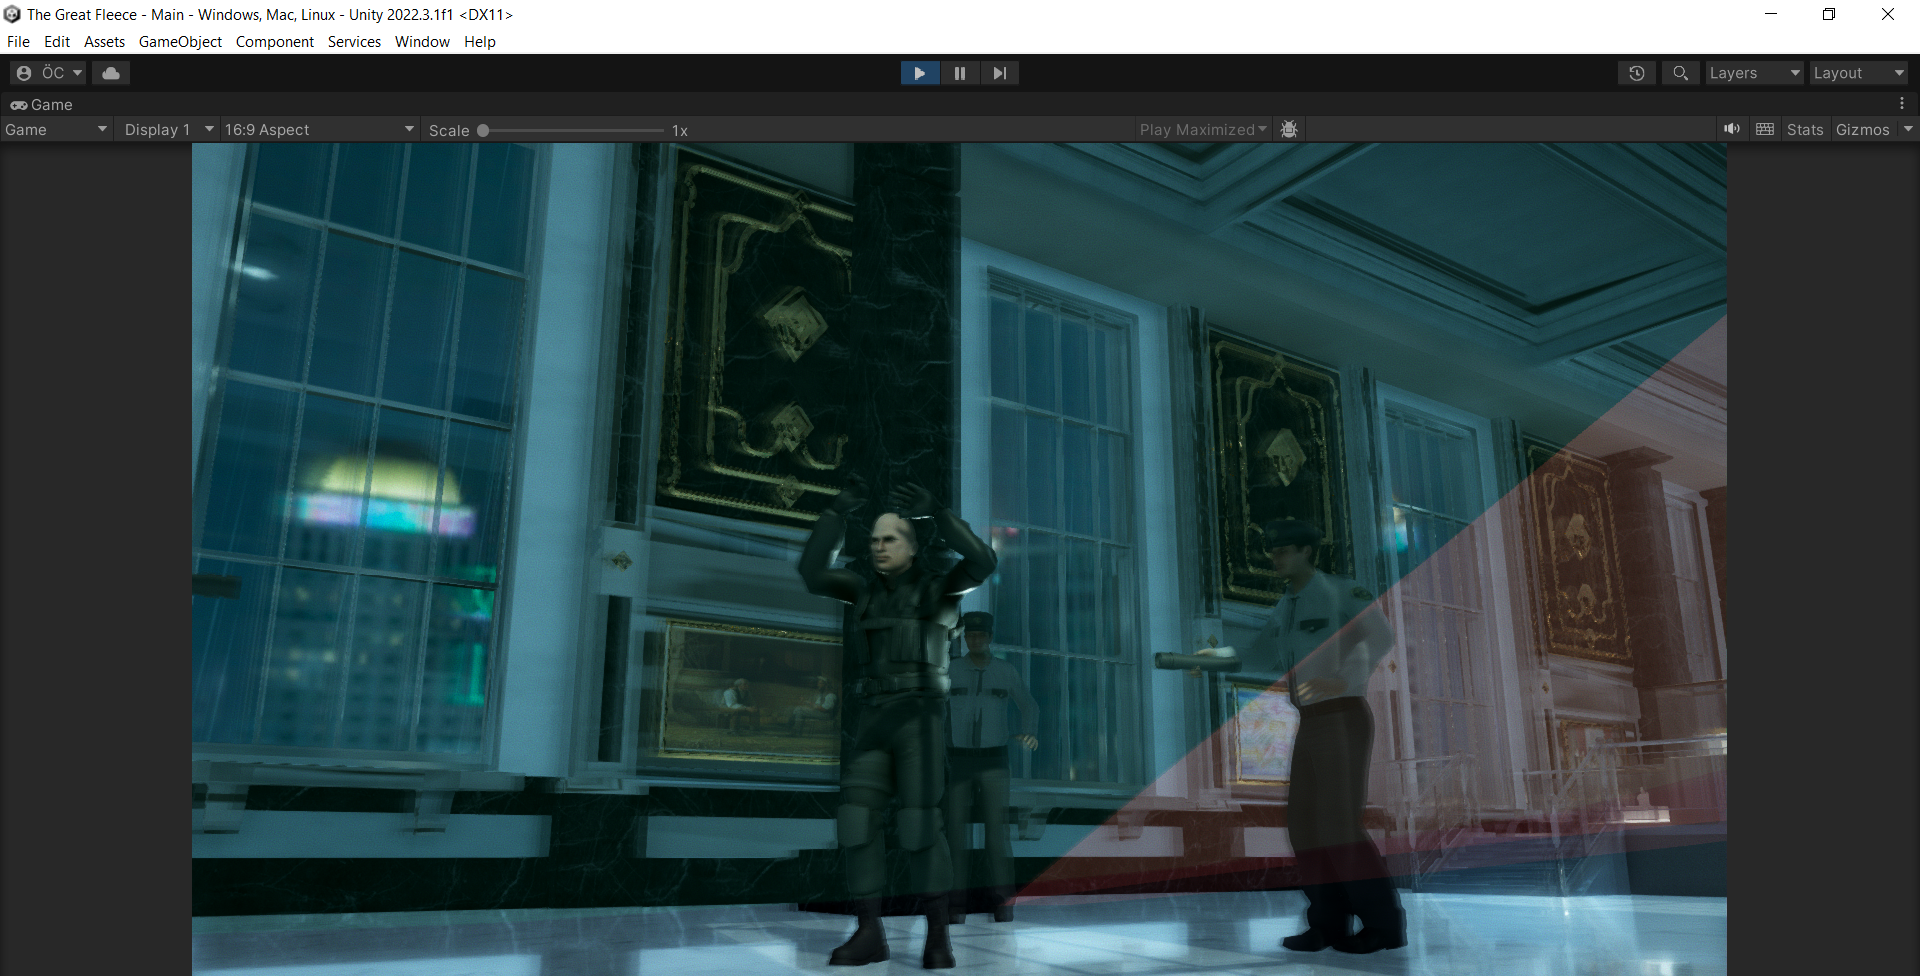 The Great Fleece - Main - Windows, Mac, Linux - Unity 2022.3.1f1 <DX11>
File Edit Assets GameObject Component Services Window Help
ÖC Layers Layout
Game
Game Display 1 16:9 Aspect Scale 1x Play Maximized Stats Gizmos